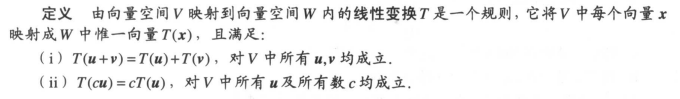 定义 由向量空间 V 映射到向量空间 W 内的线性变换 T 是一个规则，它将 V 中每个向量 x
映射成 W 中惟一向量 T(x)，且满足：
(ⅰ) T(u+v)=T(u)+T(v)，对 V 中所有 u,v 均成立.
(ⅱ) T(cu)=cT(u)，对 V 中所有 u 及所有数 c 均成立.